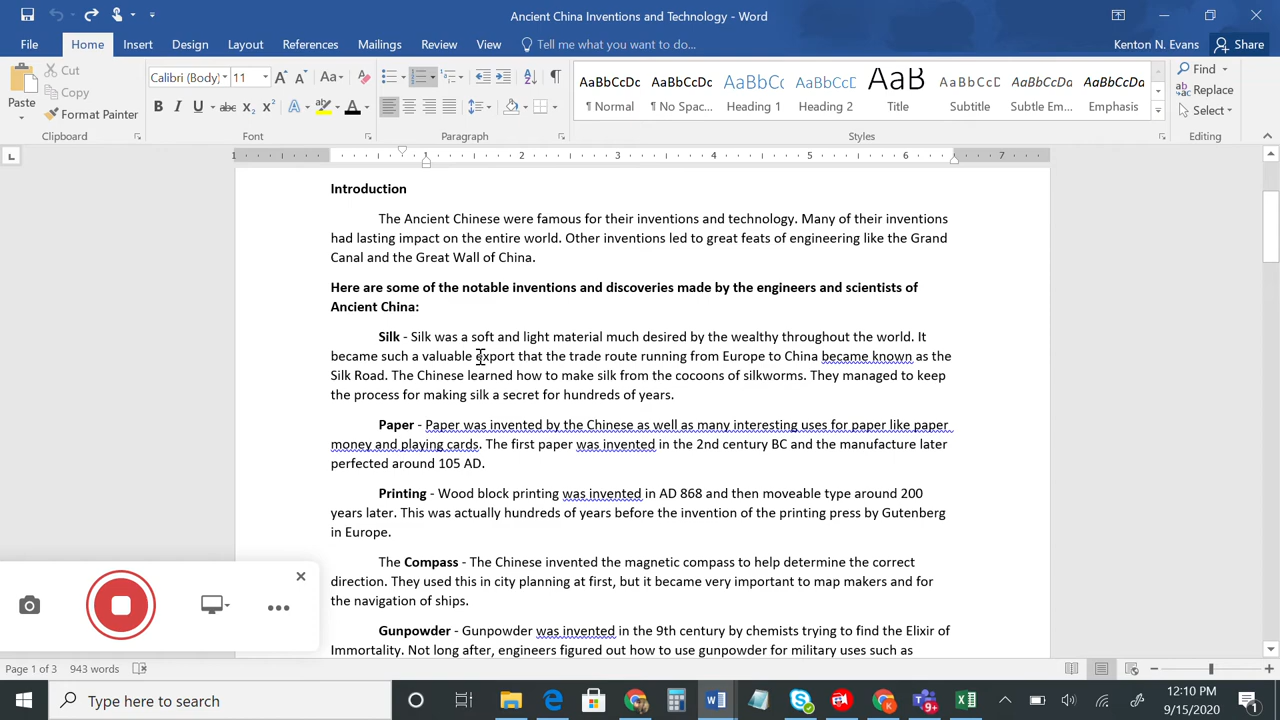 Ancient China Inventions and Technology - Word
File Home Insert Design Layout References Mailings Review View Tell me what you want to do... Kenton N. Evans Share
Paste
Cut
Copy
Format Painter
Calibri (Body) 11
AaBbCcDc AaBbCcDc AaBbCc AaBbCcD AaB AaBbCcD AaBbCcDc AaBbCcDc
¶ Normal ¶ No Spac... Heading 1 Heading 2 Title Subtitle Subtle Em... Emphasis
Find
Replace
Select
Clipboard Font Paragraph Styles Editing
1 1 2 3 4 5 6 7
Introduction
The Ancient Chinese were famous for their inventions and technology. Many of their inventions
had lasting impact on the entire world. Other inventions led to great feats of engineering like the Grand
Canal and the Great Wall of China.
Here are some of the notable inventions and discoveries made by the engineers and scientists of
Ancient China:
Silk - Silk was a soft and light material much desired by the wealthy throughout the world. It
became such a valuable export that the trade route running from Europe to China became known as the
Silk Road. The Chinese learned how to make silk from the cocoons of silkworms. They managed to keep
the process for making silk a secret for hundreds of years.
Paper - Paper was invented by the Chinese as well as many interesting uses for paper like paper
money and playing cards. The first paper was invented in the 2nd century BC and the manufacture later
perfected around 105 AD.
Printing - Wood block printing was invented in AD 868 and then moveable type around 200
years later. This was actually hundreds of years before the invention of the printing press by Gutenberg
in Europe.
The Compass - The Chinese invented the magnetic compass to help determine the correct
direction. They used this in city planning at first, but it became very important to map makers and for
the navigation of ships.
Gunpowder - Gunpowder was invented in the 9th century by chemists trying to find the Elixir of
Immortality. Not long after, engineers figured out how to use gunpowder for military uses such as
Page 1 of 3 943 words
Type here to search
12:10 PM
9/15/2020